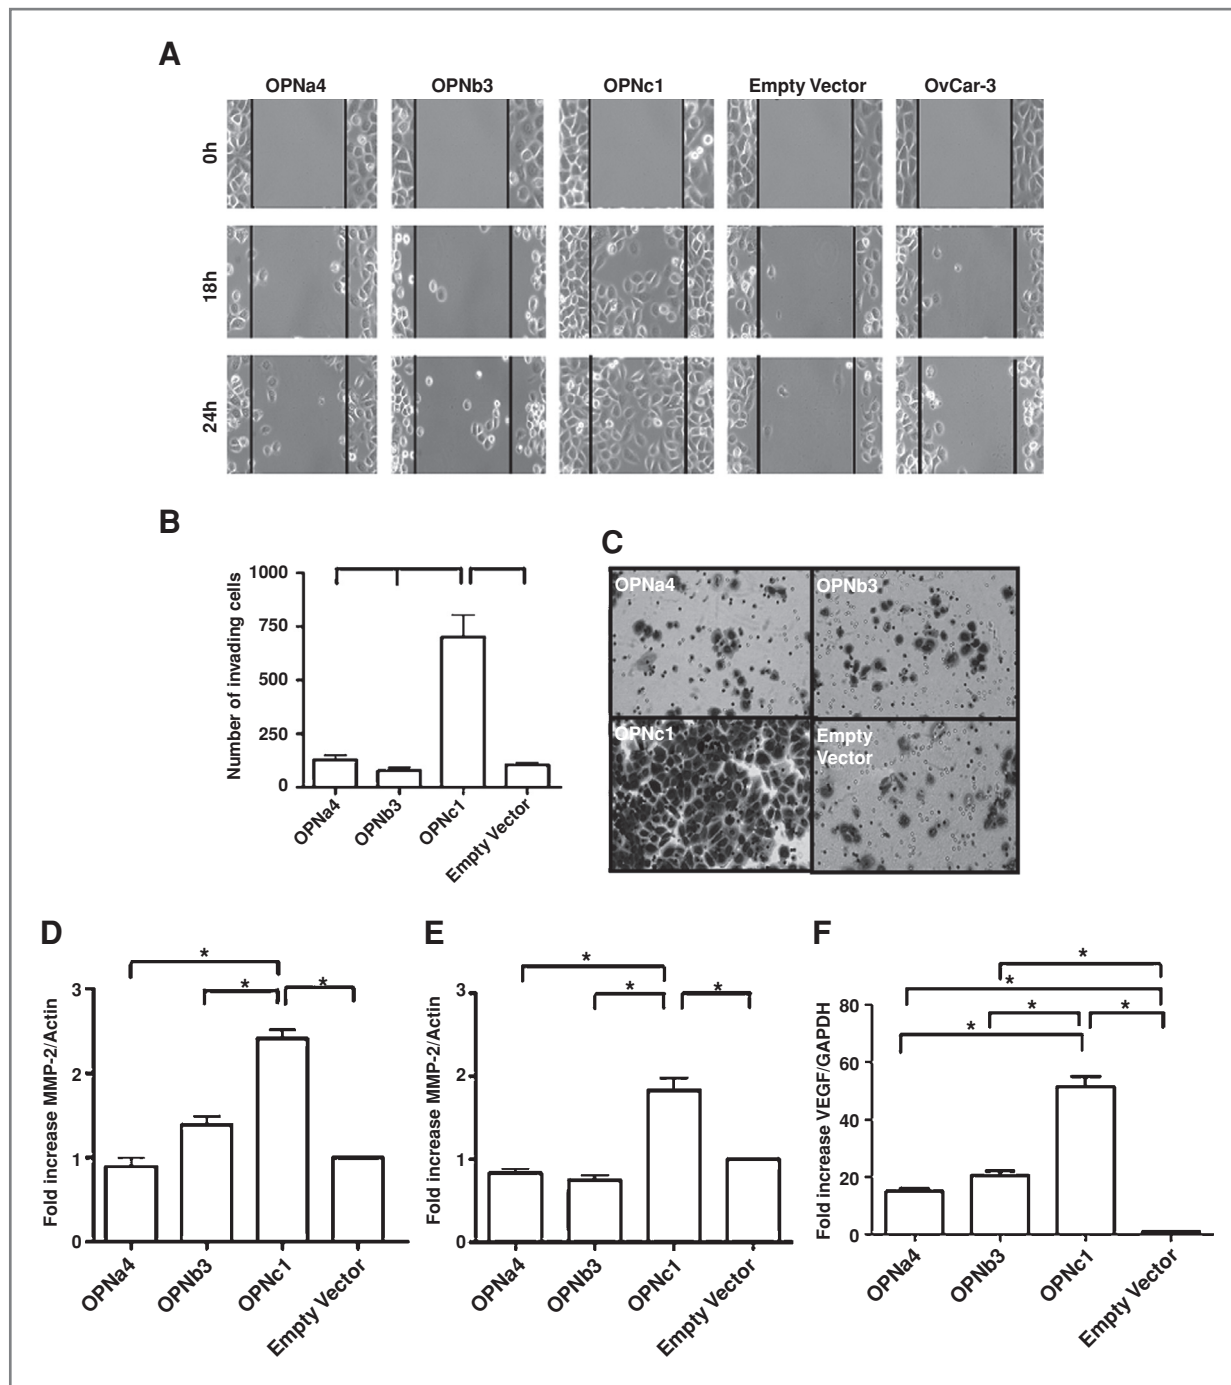 A
OPNa4 OPNb3 OPNc1 Empty Vector OvCar-3
0h
18h
24h
B
Number of invading cells
1000
750
500
250
0
OPNa4 OPNb3 OPNc1 Empty Vector
C
OPNa4 OPNb3
OPNc1 Empty
Vector
D
* * *
Fold increase MMP-2/Actin
3
2
1
0
OPNa4 OPNb3 OPNc1 Empty Vector
E
* * *
Fold increase MMP-2/Actin
3
2
1
0
OPNa4 OPNb3 OPNc1 Empty Vector
F
*
*
* *
*
Fold increase VEGF/GAPDH
80
60
40
20
0
OPNa4 OPNb3 OPNc1 Empty Vector